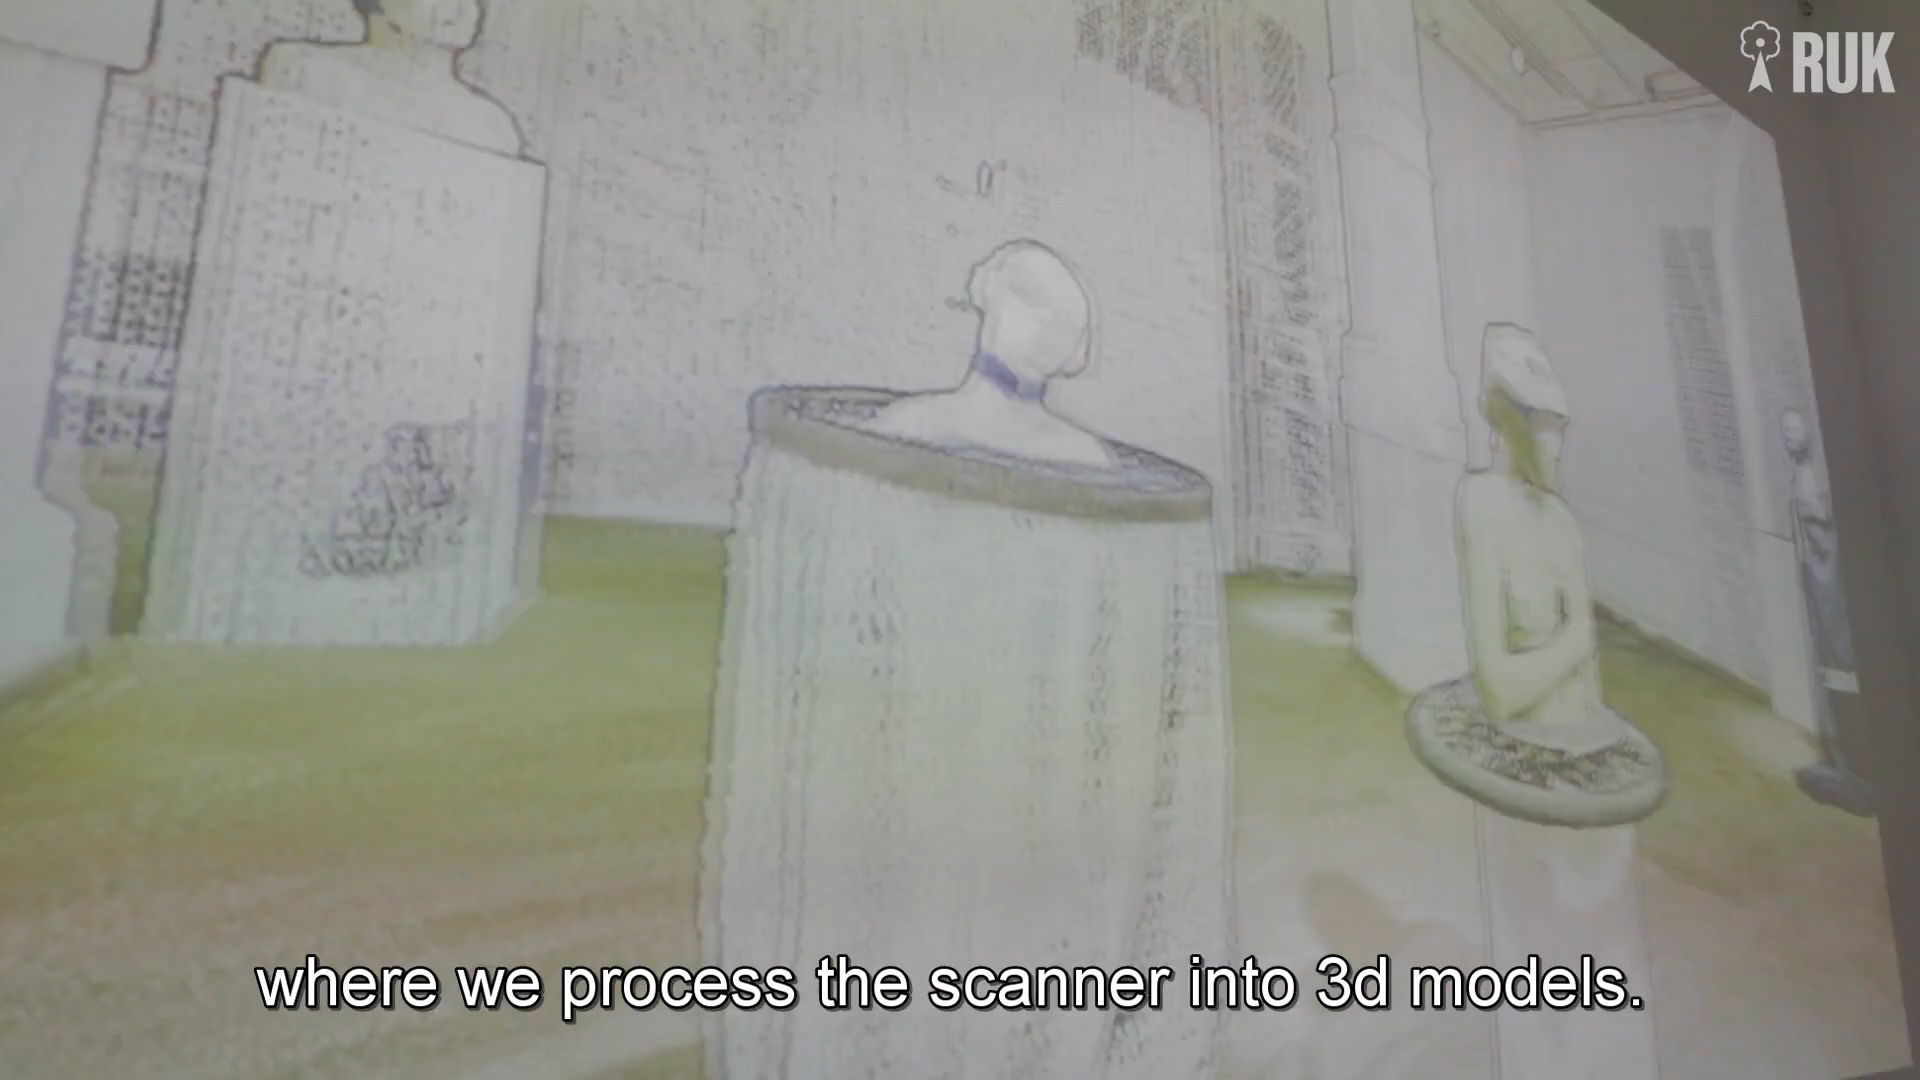 RUK
where we process the scanner into 3d models.